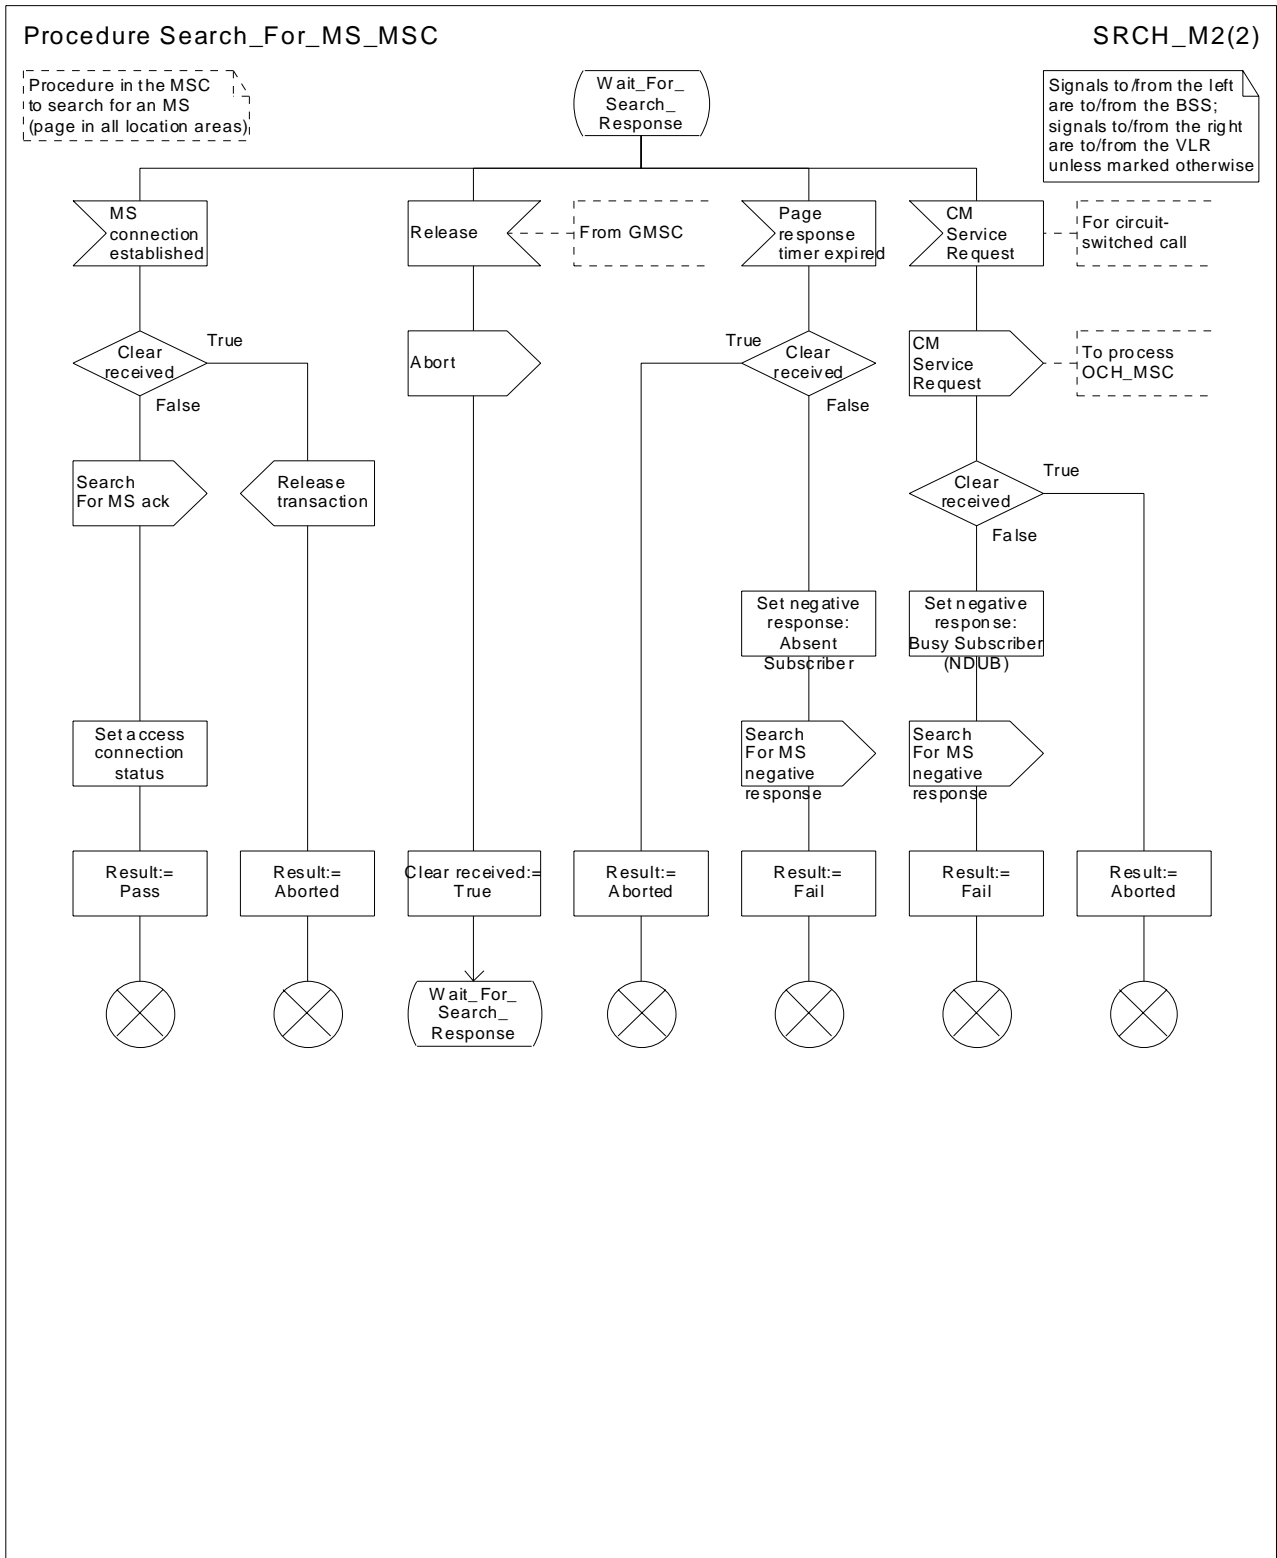 Procedure Search_For_MS_MSC
SRCH_M2(2)
Procedure in the MSC
to search for an MS
(page in all location areas)
Wait_For_
Search_
Response
Signals to/from the left
are to/from the BSS;
signals to/from the right
are to/from the VLR
unless marked otherwise
MS
connection
established
Release
From GMSC
Page
response
timer expired
CM
Service
Request
For circuit-
switched call
Clear
received
True
False
Abort
True
Clear
received
False
CM
Service
Request
To process
OCH_MSC
Search
For MS ack
Release
transaction
Clear
received
True
False
Set negative
response:
Absent
Subscriber
Set negative
response:
Busy Subscriber
(NDUB)
Set access
connection
status
Search
For MS
negative
response
Search
For MS
negative
response
Result:=
Pass
Result:=
Aborted
Clear received:=
True
Result:=
Aborted
Result:=
Fail
Result:=
Fail
Result:=
Aborted
Wait_For_
Search_
Response